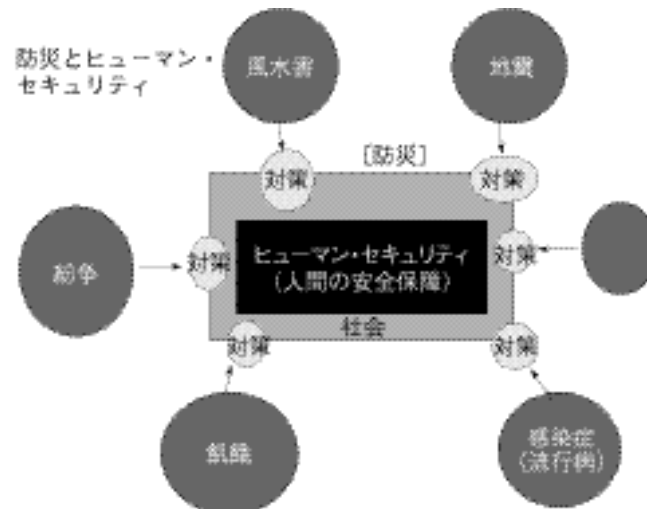 防災とヒューマン・
セキュリティ
風水害
地震
[防災]
対策
対策
紛争
対策
ヒューマン・セキュリティ
(人間の安全保障)
対策
社会
対策
対策
飢餓
感染症
(流行病)